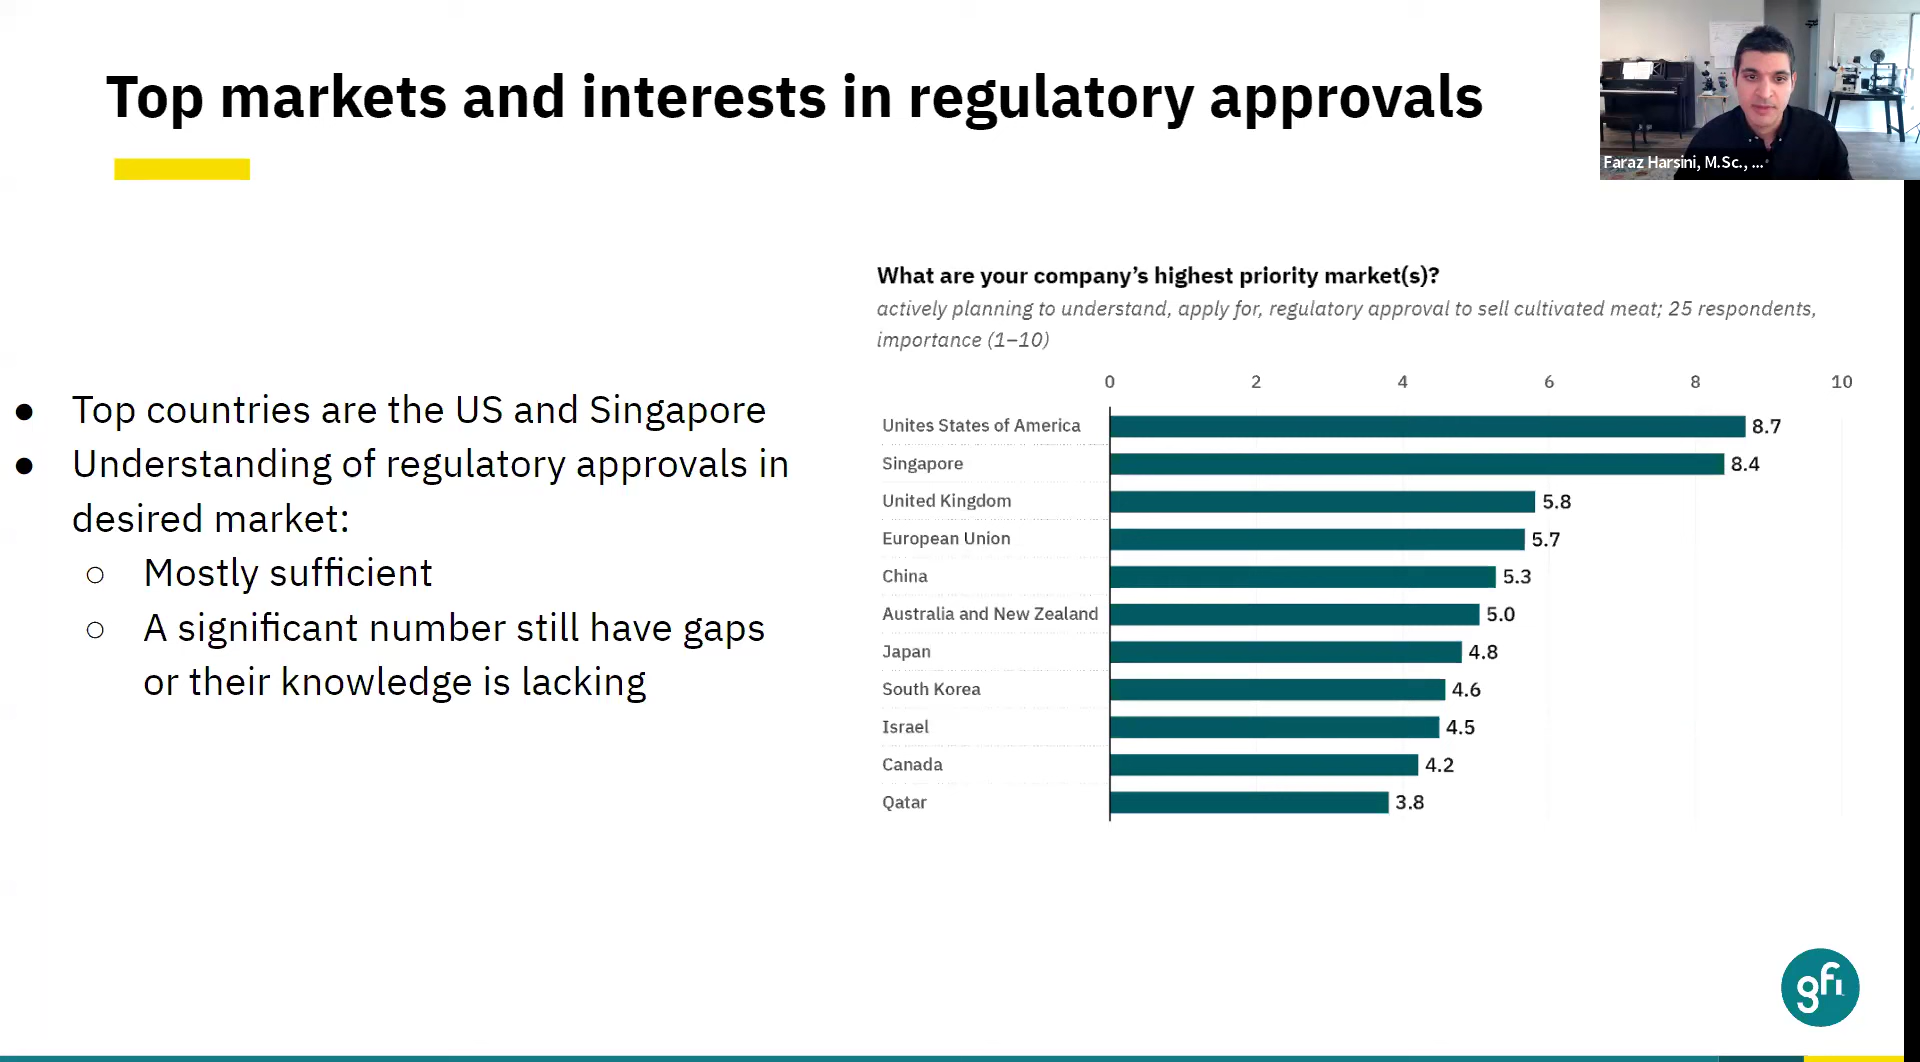 Top markets and interests in regulatory approvals
Faraz Harsini, M.Sc., ...
● Top countries are the US and Singapore
● Understanding of regulatory approvals in
desired market:
○ Mostly sufficient
○ A significant number still have gaps
or their knowledge is lacking
What are your company’s highest priority market(s)?
actively planning to understand, apply for, regulatory approval to sell cultivated meat; 25 respondents,
importance (1–10)
0 2 4 6 8 10
Unites States of America 8.7
Singapore 8.4
United Kingdom 5.8
European Union 5.7
China 5.3
Australia and New Zealand 5.0
Japan 4.8
South Korea 4.6
Israel 4.5
Canada 4.2
Qatar 3.8
gfi